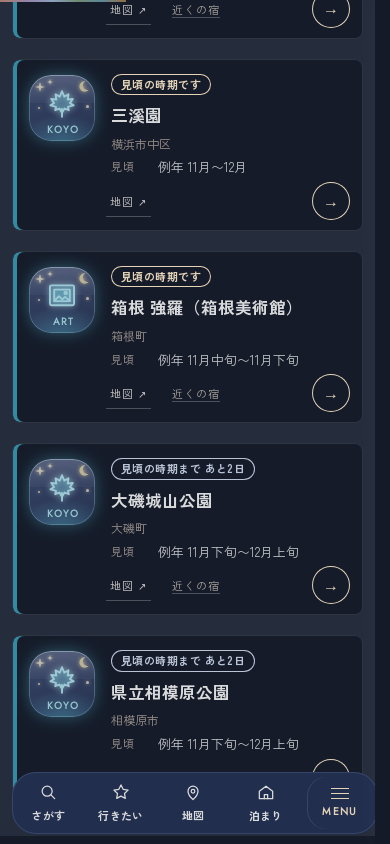 地図 ↗ 近くの宿 →
見頃の時期です
KOYO
三溪園
横浜市中区
見頃 例年 11月〜12月
地図 ↗ →
見頃の時期です
ART
箱根 強羅（箱根美術館）
箱根町
見頃 例年 11月中旬〜11月下旬
地図 ↗ 近くの宿 →
見頃の時期まで あと2日
KOYO
大磯城山公園
大磯町
見頃 例年 11月下旬〜12月上旬
地図 ↗ 近くの宿 →
見頃の時期まで あと2日
KOYO
県立相模原公園
相模原市
見頃 例年 11月下旬〜12月上旬
さがす 行きたい 地図 泊まり MENU